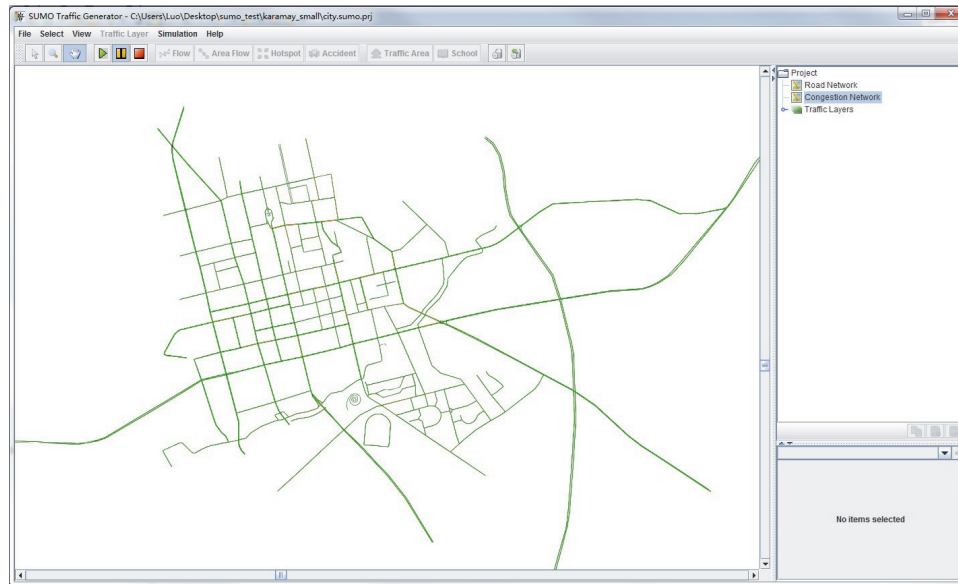 SUMO Traffic Generator - C:\Users\Luo\Desktop\sumo_test\karamay_small\city.sumo.prj
File Select View Traffic Layer Simulation Help
Flow Area Flow Hotspot Accident Traffic Area School
Project
Road Network
Congestion Network
Traffic Layers
No items selected